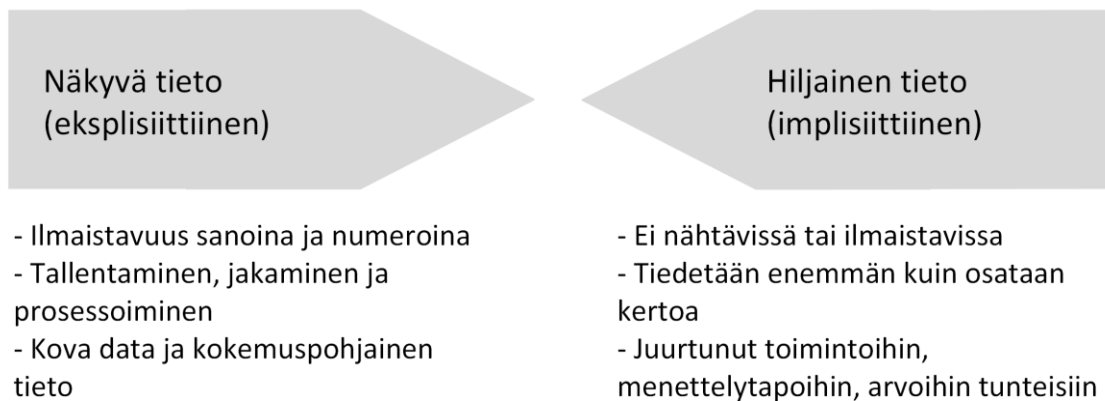 Näkyvä tieto
(eksplisiittiinen)
Hiljainen tieto
(implisiittiinen)
- Ilmaistavuus sanoina ja numeroina
- Tallentaminen, jakaminen ja
prosessoiminen
- Kova data ja kokemuspohjainen
tieto
- Ei nähtävissä tai ilmaistavissa
- Tiedetään enemmän kuin osataan
kertoa
- Juurtunut toimintoihin,
menettelytapoihin, arvoihin tunteisiin